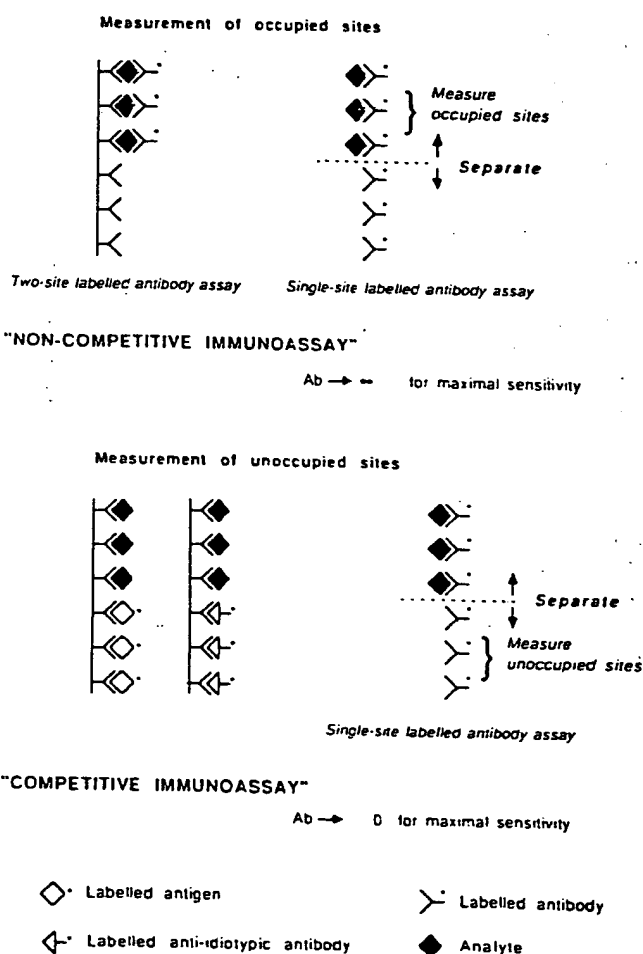 Measurement of occupied sites
Measure
occupied sites
Separate
Two-site labelled antibody assay
Single-site labelled antibody assay
"NON-COMPETITIVE IMMUNOASSAY"
Ab → ∞ for maximal sensitivity
Measurement of unoccupied sites
Separate
Measure
unoccupied sites
Single-site labelled antibody assay
"COMPETITIVE IMMUNOASSAY"
Ab → 0 for maximal sensitivity
Labelled antigen
Labelled antibody
Labelled anti-idiotypic antibody
Analyte